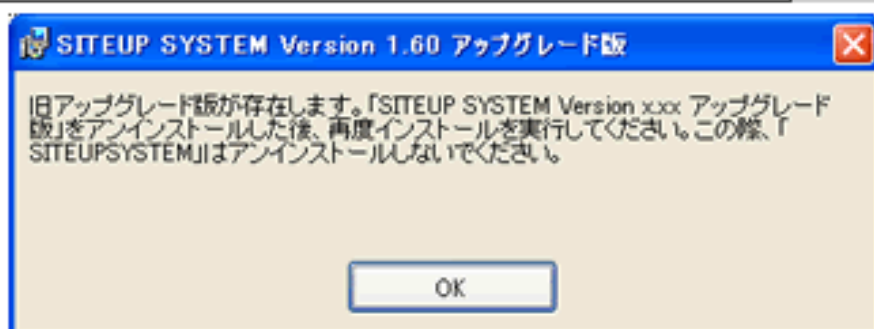 SITEUP SYSTEM Version 1.60 アップグレード版
旧アップグレード版が存在します。「SITEUP SYSTEM Version x.xx アップグレード
版」をアンインストールした後、再度インストールを実行してください。この際、「
SITEUPSYSTEM」はアンインストールしないでください。
OK